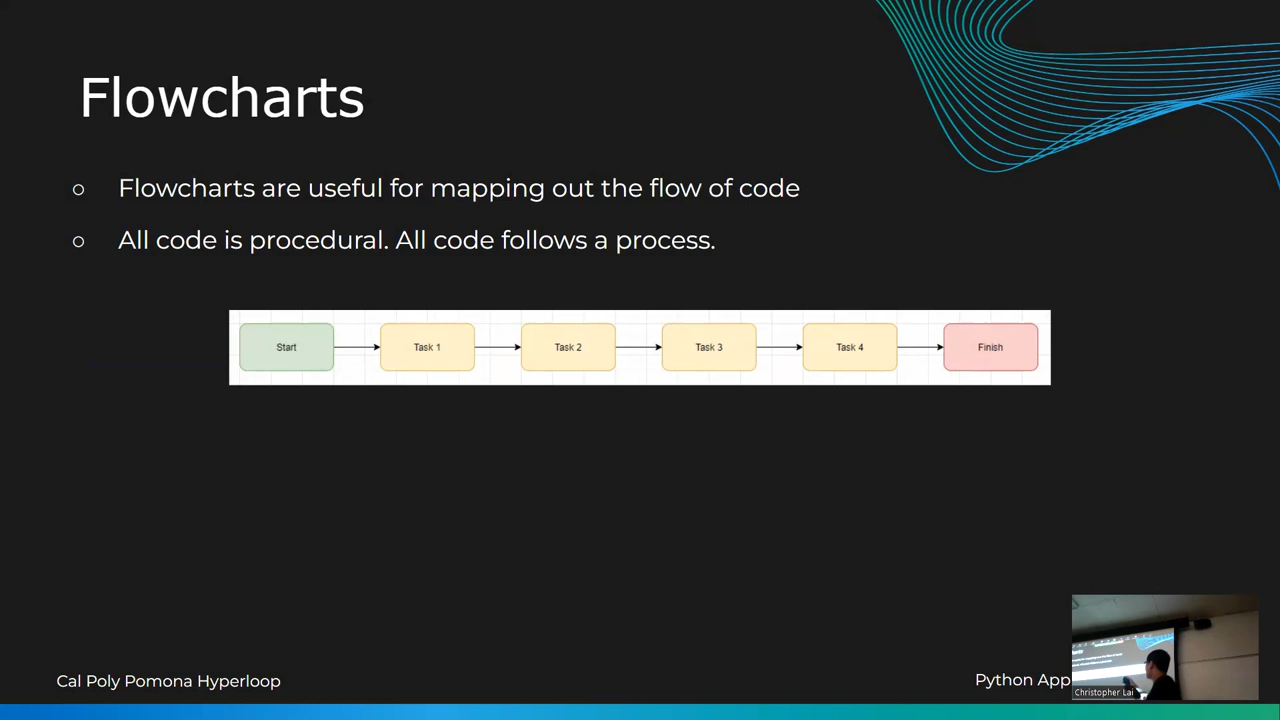 Flowcharts
○ Flowcharts are useful for mapping out the flow of code
○ All code is procedural. All code follows a process.
Start
Task 1
Task 2
Task 3
Task 4
Finish
Cal Poly Pomona Hyperloop
Python App
Christopher Lai